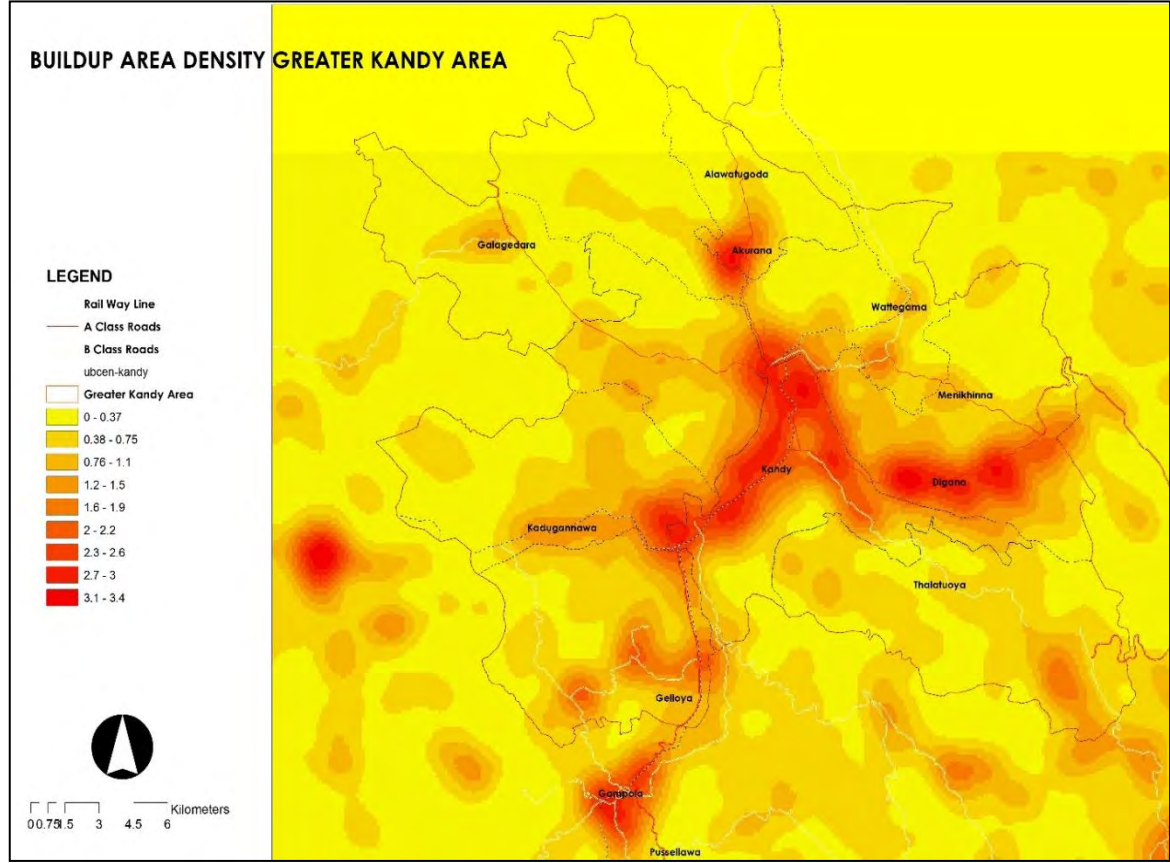 BUILDUP AREA DENSITY GREATER KANDY AREA
Alawatugoda
Galagedara
Akurana
LEGEND
Rail Way Line
A Class Roads
B Class Roads
ubcen-kandy
Greater Kandy Area
0 - 0.37
0.38 - 0.75
0.76 - 1.1
1.2 - 1.5
1.6 - 1.9
2 - 2.2
2.3 - 2.6
2.7 - 3
3.1 - 3.4
Wattegama
Menikhinna
Kandy
Digana
Kadugannawa
Thalatuoya
Gelioya
Gampola
Pussellawa
Kilometers
0 0.75 1.5 3 4.5 6